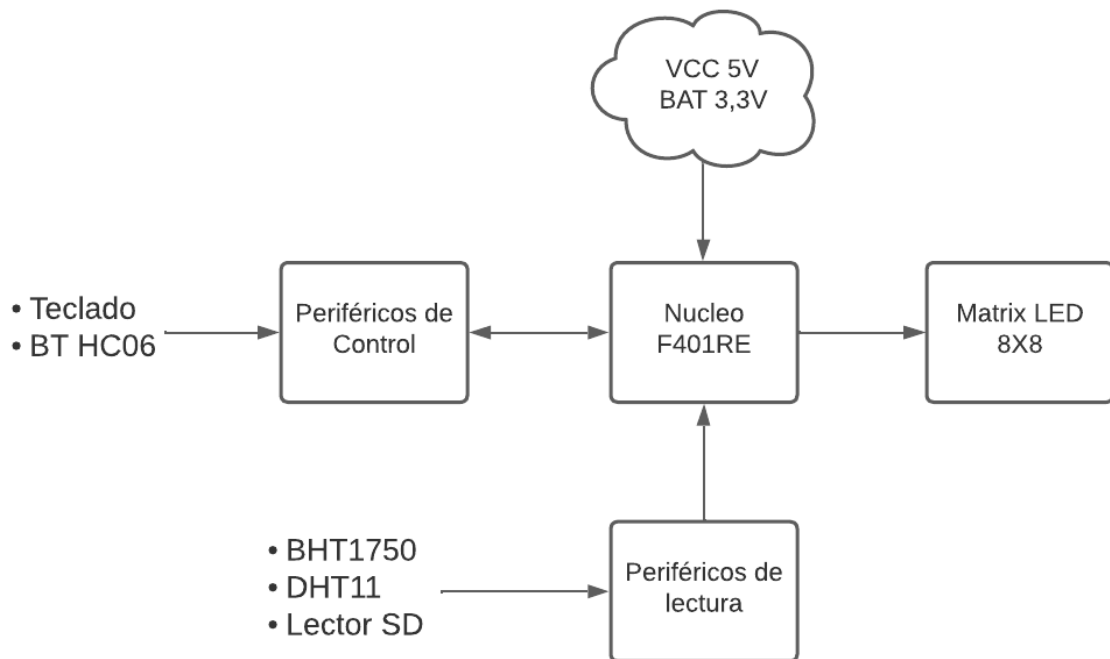 VCC 5V
BAT 3,3V
• Teclado
• BT HC06
Periféricos de
Control
Nucleo
F401RE
Matrix LED
8X8
• BHT1750
• DHT11
• Lector SD
Periféricos de
lectura